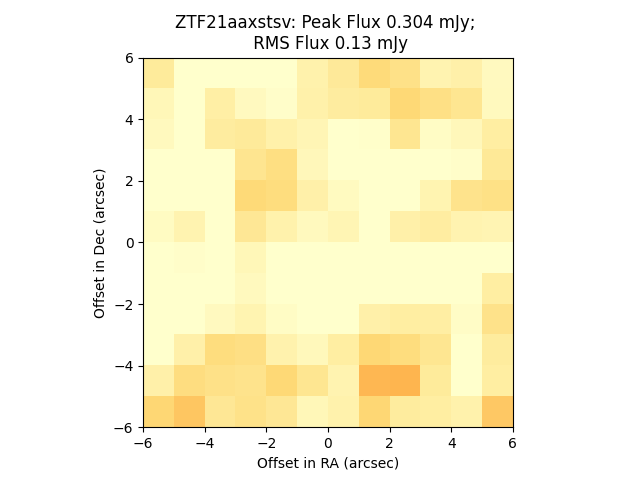 ZTF21aaxstsv: Peak Flux 0.304 mJy;
RMS Flux 0.13 mJy
6
4
2
0
−2
−4
−6
Offset in Dec (arcsec)
−6 −4 −2 0 2 4 6
Offset in RA (arcsec)